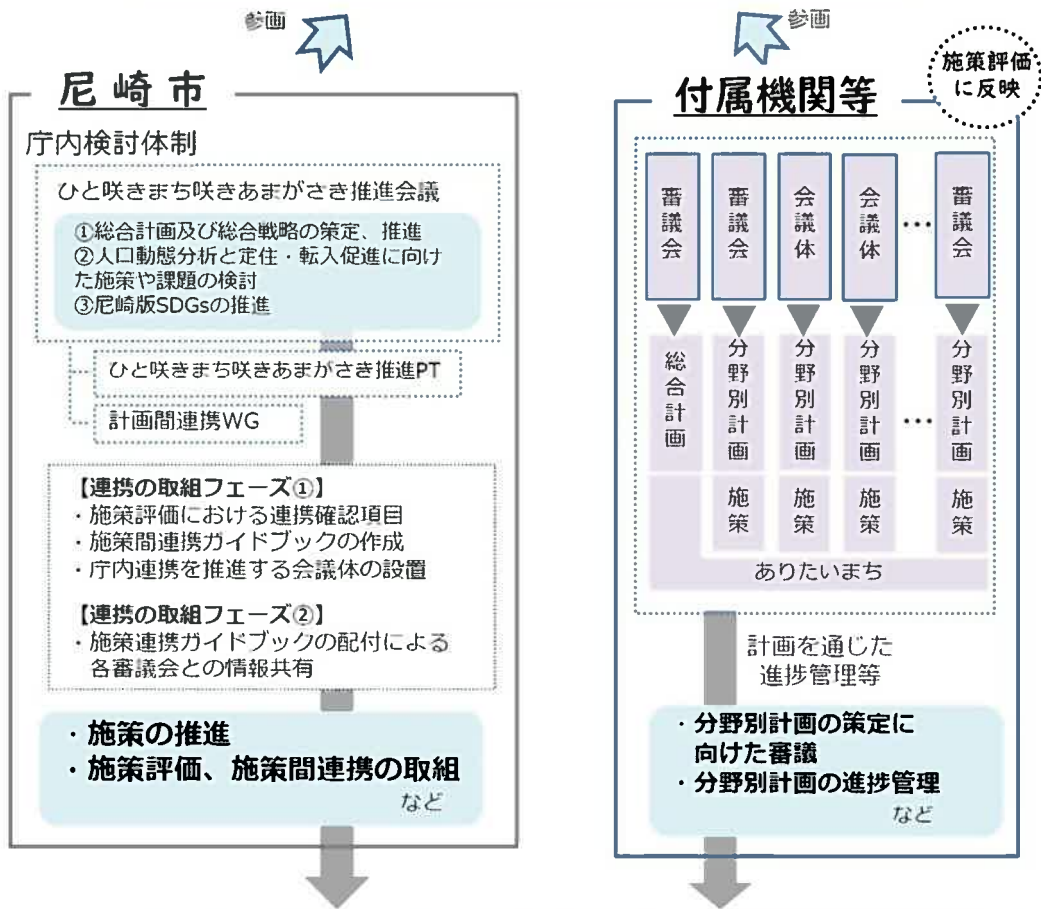 参画
尼崎市
庁内検討体制
ひと咲きまち咲きあまがさき推進会議
①総合計画及び総合戦略の策定、推進
②人口動態分析と定住・転入促進に向け
た施策や課題の検討
③尼崎版SDGsの推進
ひと咲きまち咲きあまがさき推進PT
計画間連携WG
【連携の取組フェーズ①】
・施策評価における連携確認項目
・施策間連携ガイドブックの作成
・庁内連携を推進する会議体の設置
【連携の取組フェーズ②】
・施策連携ガイドブックの配付による
各審議会との情報共有
・施策の推進
・施策評価、施策間連携の取組
など
参画
施策評価
に反映
付属機関等
審議会
審議会
会議体
会議体
…
審議会
総合計画
分野別計画
分野別計画
分野別計画
…
分野別計画
施策
施策
施策
施策
ありたいまち
計画を通じた
進捗管理等
・分野別計画の策定に
向けた審議
・分野別計画の進捗管理
など